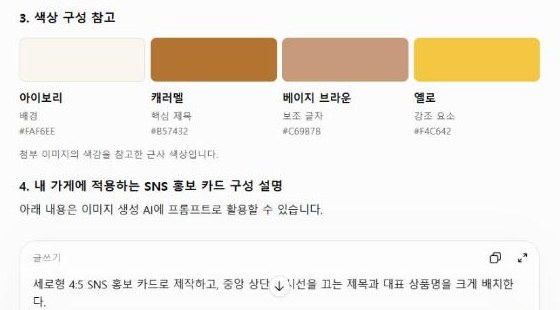 3. 색상 구성 참고
아이보리
배경
#FAF6EE
캐러멜
핵심 제목
#B57432
베이지 브라운
보조 글자
#C69B7B
옐로
강조 요소
#F4C642
첨부 이미지의 색감을 참고한 근사 색상입니다.
4. 내 가게에 적용하는 SNS 홍보 카드 구성 설명
아래 내용은 이미지 생성 AI에 프롬프트로 활용할 수 있습니다.
글쓰기
세로형 4:5 SNS 홍보 카드로 제작하고, 중앙 상단 시선을 끄는 제목과 대표 상품명을 크게 배치한
다.